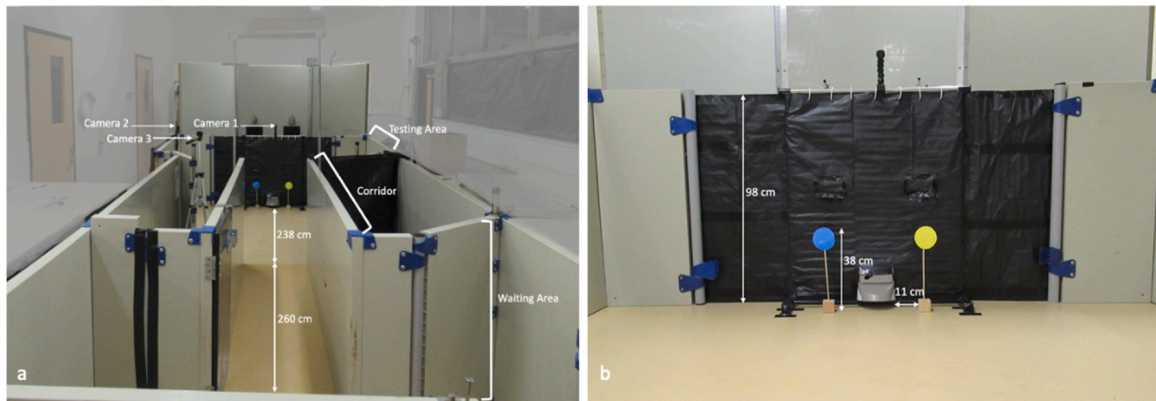 Camera 2
Camera 1
Camera 3
Testing Area
Corridor
238 cm
Waiting Area
260 cm
a
98 cm
38 cm
11 cm
b